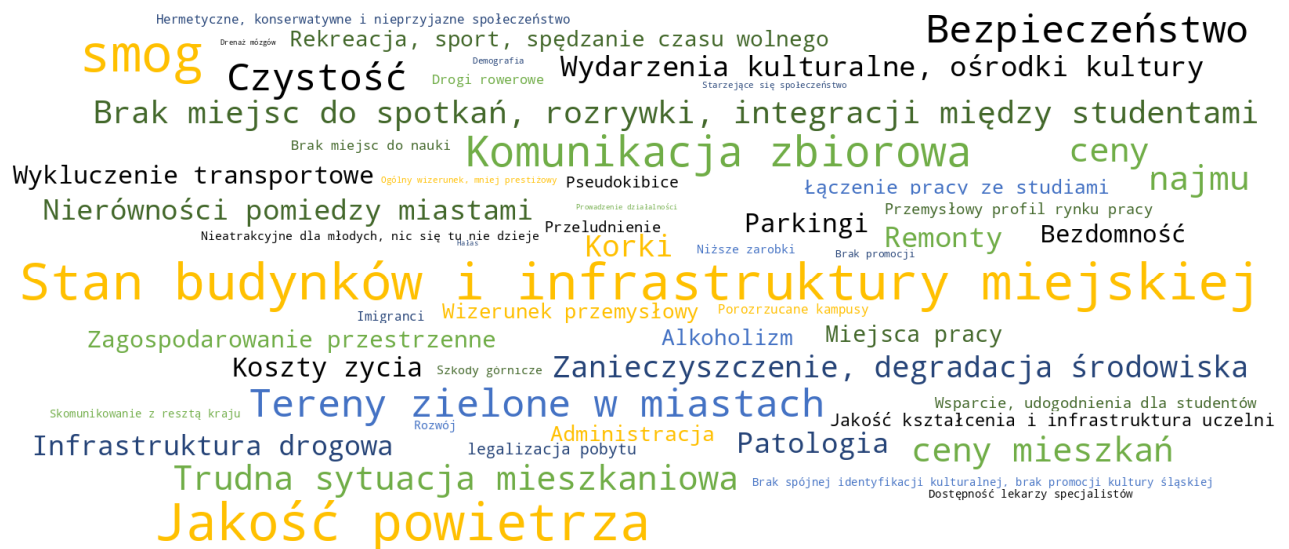 Hermetyczne, konserwatywne i nieprzyjazne społeczeństwo
Bezpieczeństwo
smog
Drenaż mózgów
Rekreacja, sport, spędzanie czasu wolnego
Czystość
Demografia
Drogi rowerowe
Wydarzenia kulturalne, ośrodki kultury
Starzejące się społeczeństwo
Brak miejsc do spotkań, rozrywki, integracji między studentami
Brak miejsc do nauki
Komunikacja zbiorowa
ceny
najmu
Wykluczenie transportowe
Ogólny wizerunek, mniej prestiżowy
Pseudokibice
Łączenie pracy ze studiami
Nierówności pomiedzy miastami
Prowadzenie działalności
Przemysłowy profil rynku pracy
Przeludnienie
Parkingi
Nieatrakcyjne dla młodych, nic się tu nie dzieje
Hałas
Korki
Niższe zarobki
Remonty
Bezdomność
Brak promocji
Stan budynków i infrastruktury miejskiej
Imigranci
Wizerunek przemysłowy
Porozrzucane kampusy
Zagospodarowanie przestrzenne
Alkoholizm
Miejsca pracy
Koszty zycia
Szkody górnicze
Zanieczyszczenie, degradacja środowiska
Tereny zielone w miastach
Wsparcie, udogodnienia dla studentów
Skomunikowanie z resztą kraju
Rozwój
Jakość kształcenia i infrastruktura uczelni
Infrastruktura drogowa
legalizacja pobytu
Administracja
Patologia
ceny mieszkań
Trudna sytuacja mieszkaniowa
Brak spójnej identyfikacji kulturalnej, brak promocji kultury śląskiej
Dostępność lekarzy specjalistów
Jakość powietrza